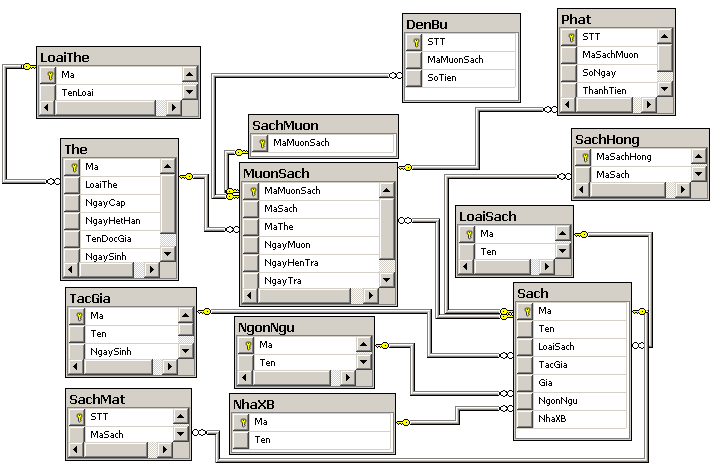 LoaiThe
Ma
TenLoai
DenBu
STT
MaMuonSach
SoTien
Phat
STT
MaSachMuon
SoNgay
ThanhTien
The
Ma
LoaiThe
NgayCap
NgayHetHan
TenDocGia
NgaySinh
SachMuon
MaMuonSach
SachHong
MaSachHong
MaSach
MuonSach
MaMuonSach
MaSach
MaThe
NgayMuon
NgayHenTra
NgayTra
LoaiSach
Ma
Ten
TacGia
Ma
Ten
NgaySinh
NgonNgu
Ma
Ten
Sach
Ma
Ten
LoaiSach
TacGia
Gia
NgonNgu
NhaXB
SachMat
STT
MaSach
NhaXB
Ma
Ten